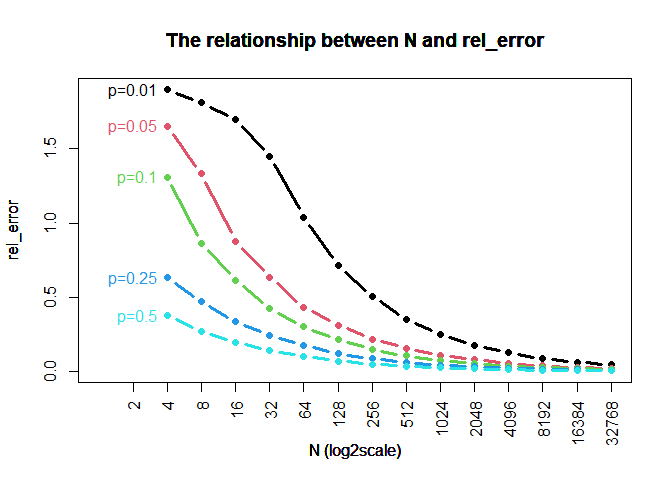 The relationship between N and rel_error
rel_error
1.5
1.0
0.5
0.0
p=0.01
p=0.05
p=0.1
p=0.25
p=0.5
2
4
8
16
32
64
128
256
512
1024
2048
4096
8192
16384
32768
N (log2scale)